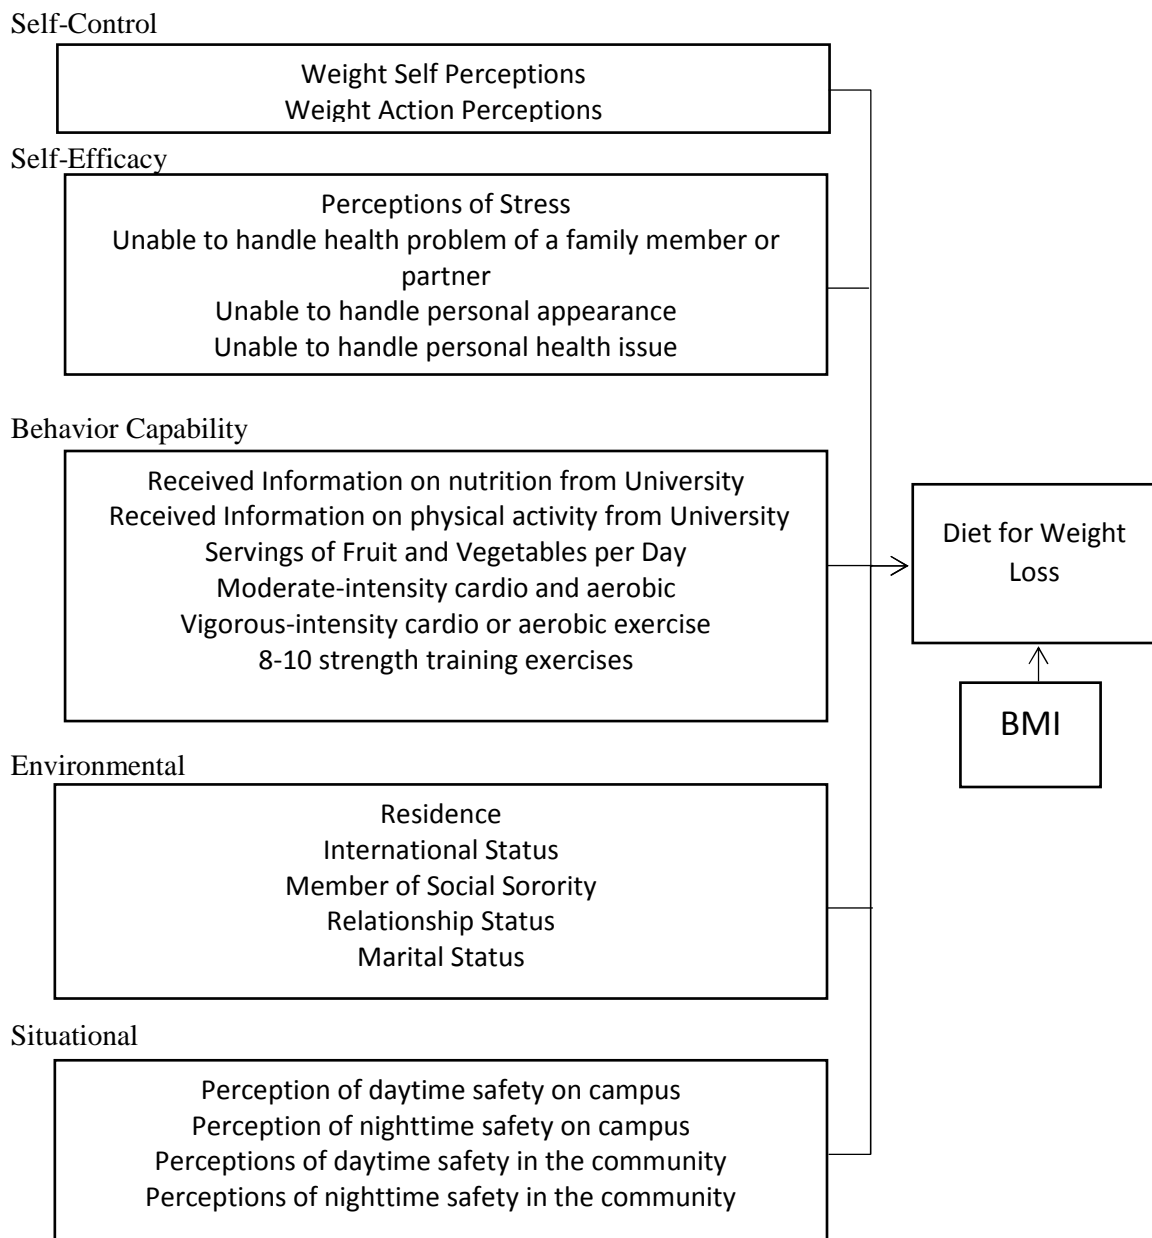 Self-Control
Weight Self Perceptions
Weight Action Perceptions
Self-Efficacy
Perceptions of Stress
Unable to handle health problem of a family member or
partner
Unable to handle personal appearance
Unable to handle personal health issue
Behavior Capability
Received Information on nutrition from University
Received Information on physical activity from University
Servings of Fruit and Vegetables per Day
Moderate-intensity cardio and aerobic
Vigorous-intensity cardio or aerobic exercise
8-10 strength training exercises
Diet for Weight
Loss
BMI
Environmental
Residence
International Status
Member of Social Sorority
Relationship Status
Marital Status
Situational
Perception of daytime safety on campus
Perception of nighttime safety on campus
Perceptions of daytime safety in the community
Perceptions of nighttime safety in the community